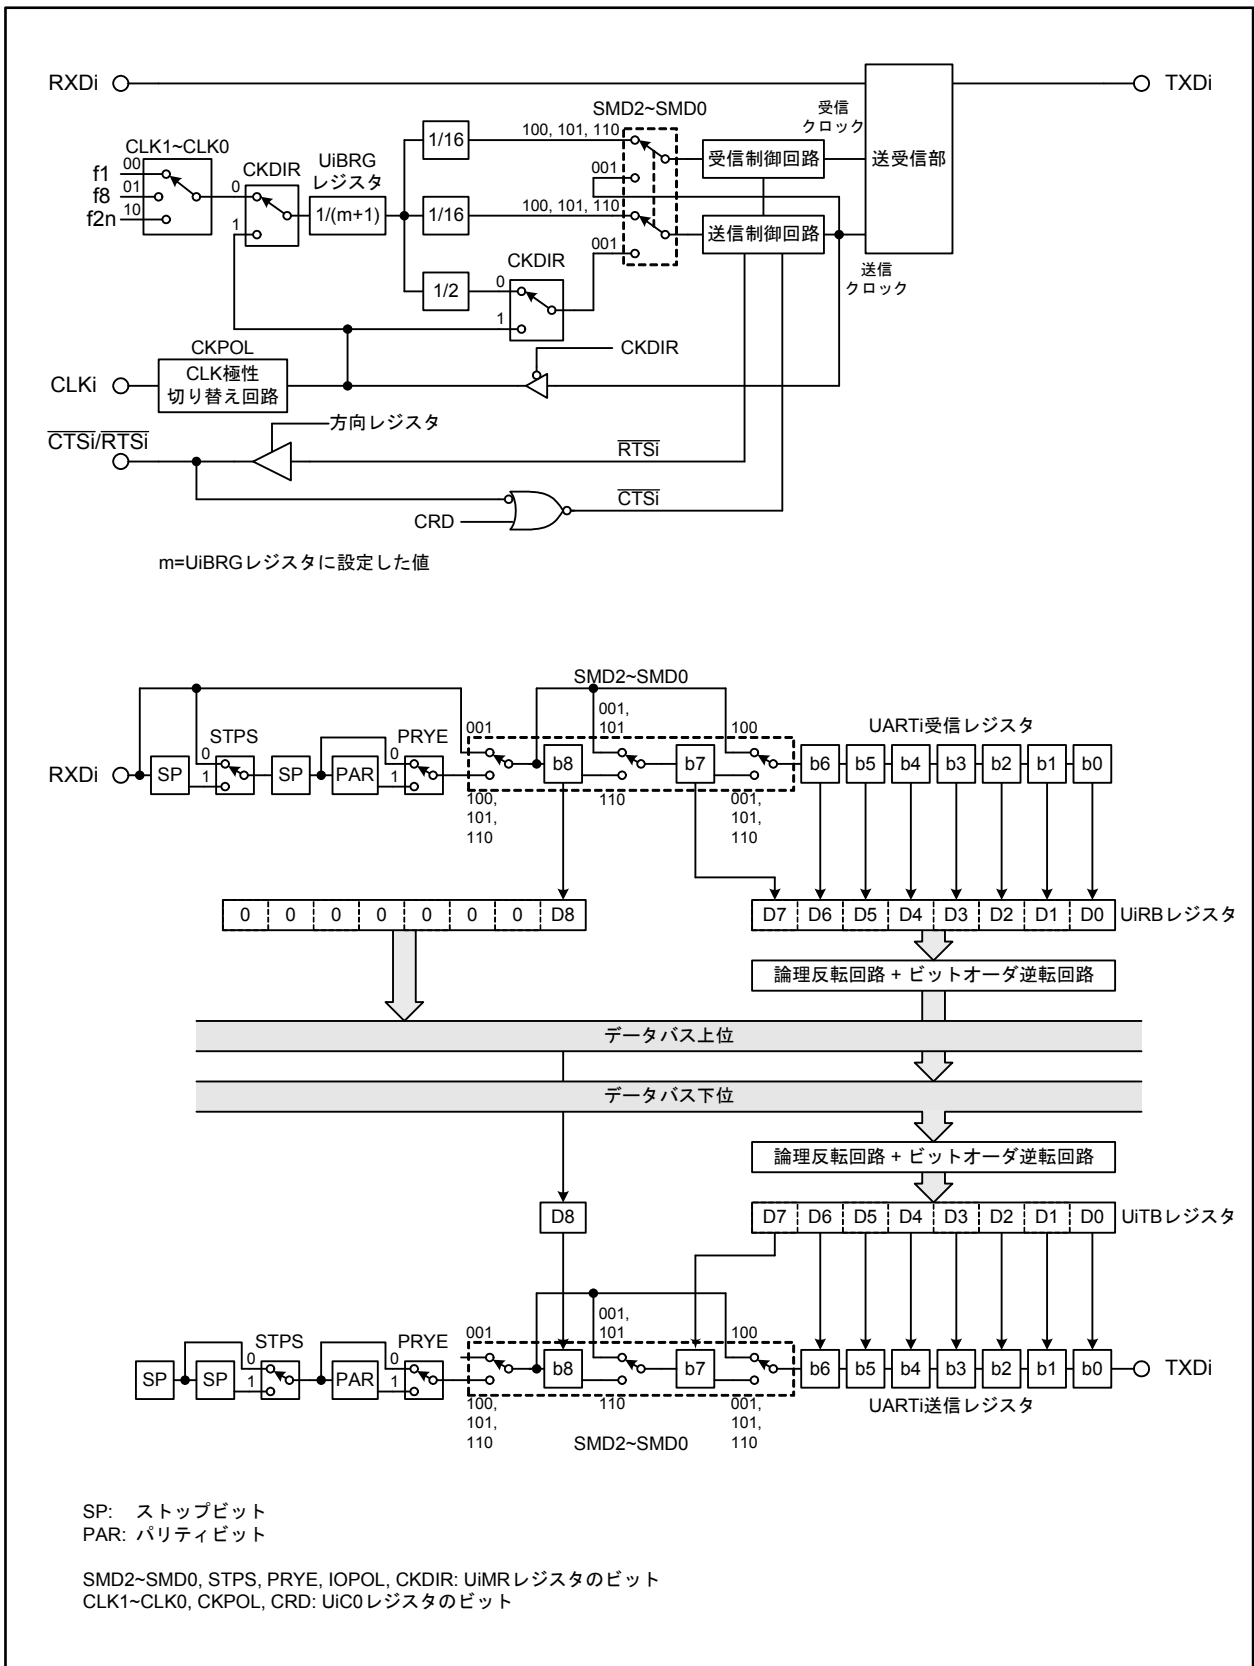 RXDi
TXDi
CLK1~CLK0
f1 00
f8 01
f2n 10
CKDIR
0
1
UiBRG
レジスタ
1/(m+1)
1/16
1/16
1/2
CKDIR
0
1
SMD2~SMD0
100, 101, 110
001
100, 101, 110
001
受信制御回路
送信制御回路
受信
クロック
送信
クロック
送受信部
CKDIR
CKPOL
CLKi
CLK極性
切り替え回路
方向レジスタ
CTSi/RTSi
RTSi
CRD
CTSi
m=UiBRGレジスタに設定した値
SMD2~SMD0
RXDi
SP
STPS
0
1
SP
PAR
PRYE
0
1
001
100,
101,
110
b8
001,
101
110
b7
100
001,
101,
110
UARTi受信レジスタ
b6 b5 b4 b3 b2 b1 b0
0 0 0 0 0 0 0 D8
D7 D6 D5 D4 D3 D2 D1 D0 UiRBレジスタ
論理反転回路 + ビットオーダ逆転回路
データバス上位
データバス下位
論理反転回路 + ビットオーダ逆転回路
D8
D7 D6 D5 D4 D3 D2 D1 D0 UiTBレジスタ
SP
SP
STPS
0
1
PAR
PRYE
0
1
001
100,
101,
110
b8
001,
101
110
b7
100
001,
101,
110
b6 b5 b4 b3 b2 b1 b0
TXDi
UARTi送信レジスタ
SMD2~SMD0
SP: ストップビット
PAR: パリティビット
SMD2~SMD0, STPS, PRYE, IOPOL, CKDIR: UiMRレジスタのビット
CLK1~CLK0, CKPOL, CRD: UiC0レジスタのビット